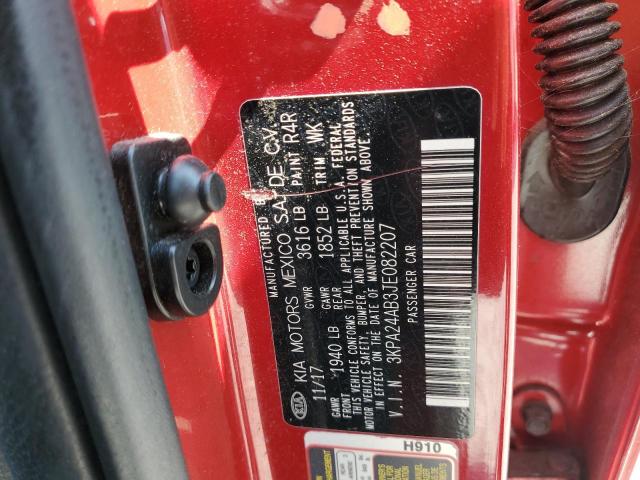 MANUFACTURED B
KIA KIA MOTORS MEXICO S.A. DE C.V.
11/17 GVWR 3616 LB PAINT R4R
GAWR FRONT 1940 LB GAWR REAR 1852 LB TRIM WK
THIS VEHICLE CONFORMS TO ALL APPLICABLE U.S.A. FEDERAL
MOTOR VEHICLE SAFETY, BUMPER, AND THEFT PREVENTION STANDARDS
IN EFFECT ON THE DATE OF MANUFACTURE SHOWN ABOVE.
V.I.N. 3KPA24AB3JE082207
PASSENGER CAR
H910